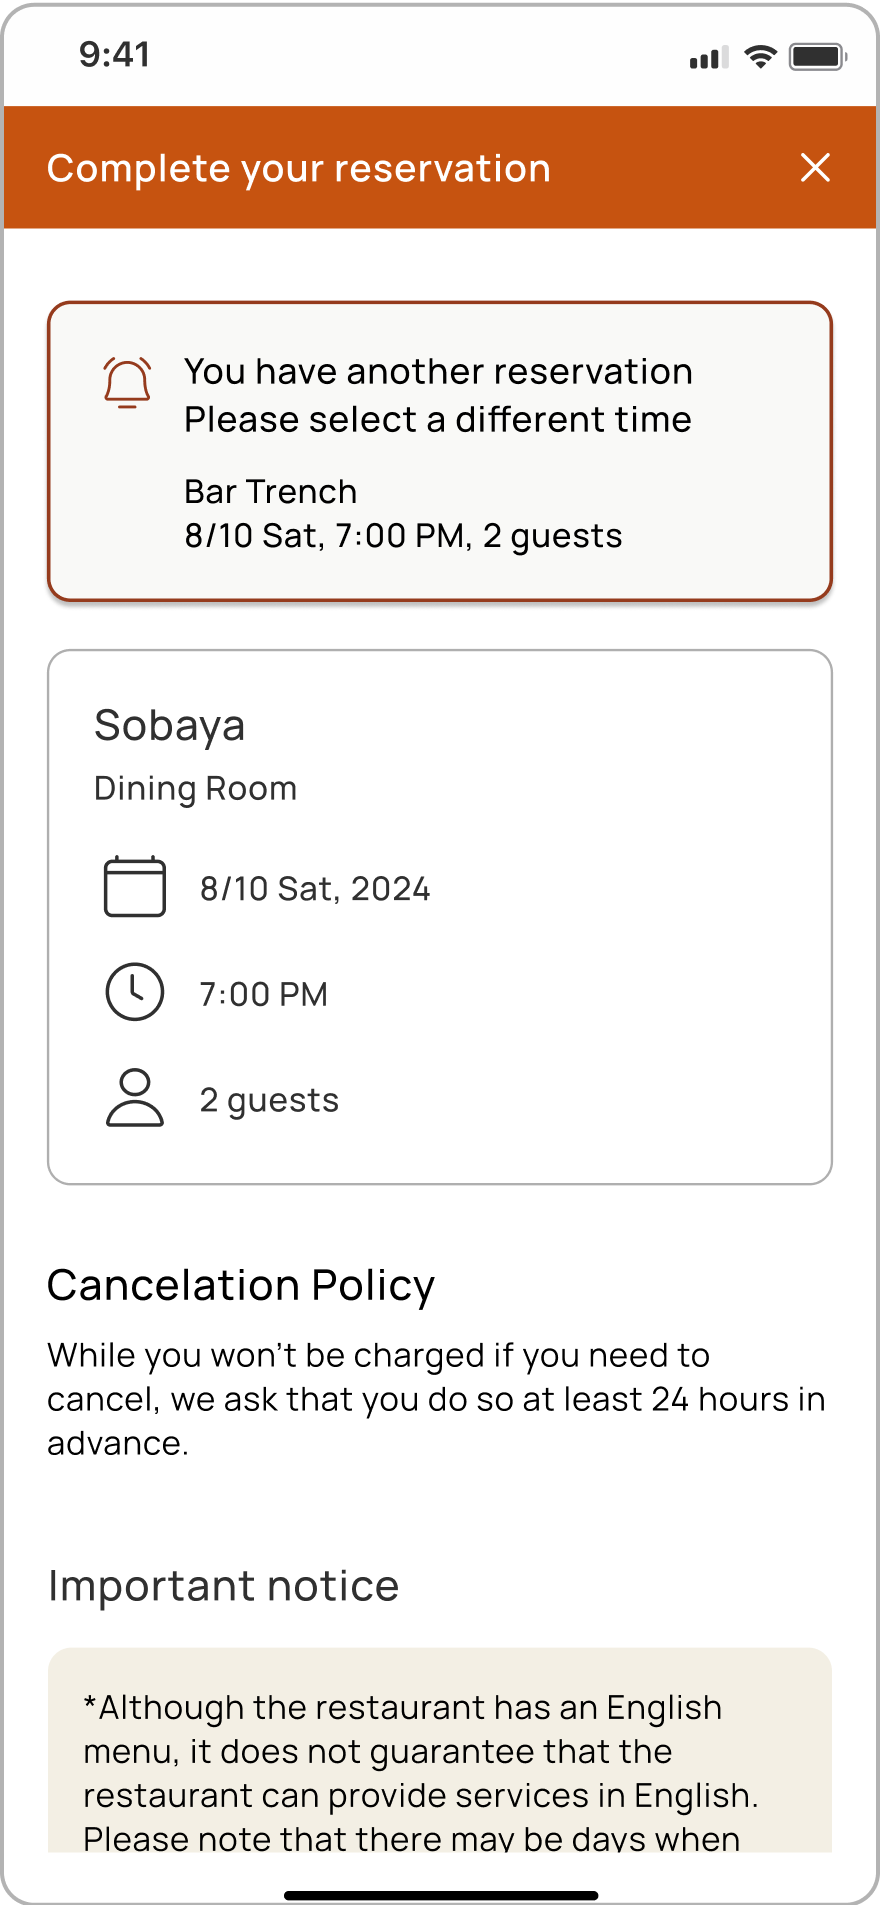 9:41
Complete your reservation
You have another reservation
Please select a different time
Bar Trench
8/10 Sat, 7:00 PM, 2 guests
Sobaya
Dining Room
8/10 Sat, 2024
7:00 PM
2 guests
Cancelation Policy
While you won’t be charged if you need to
cancel, we ask that you do so at least 24 hours in
advance.
Important notice
*Although the restaurant has an English
menu, it does not guarantee that the
restaurant can provide services in English.
Please note that there may be days when